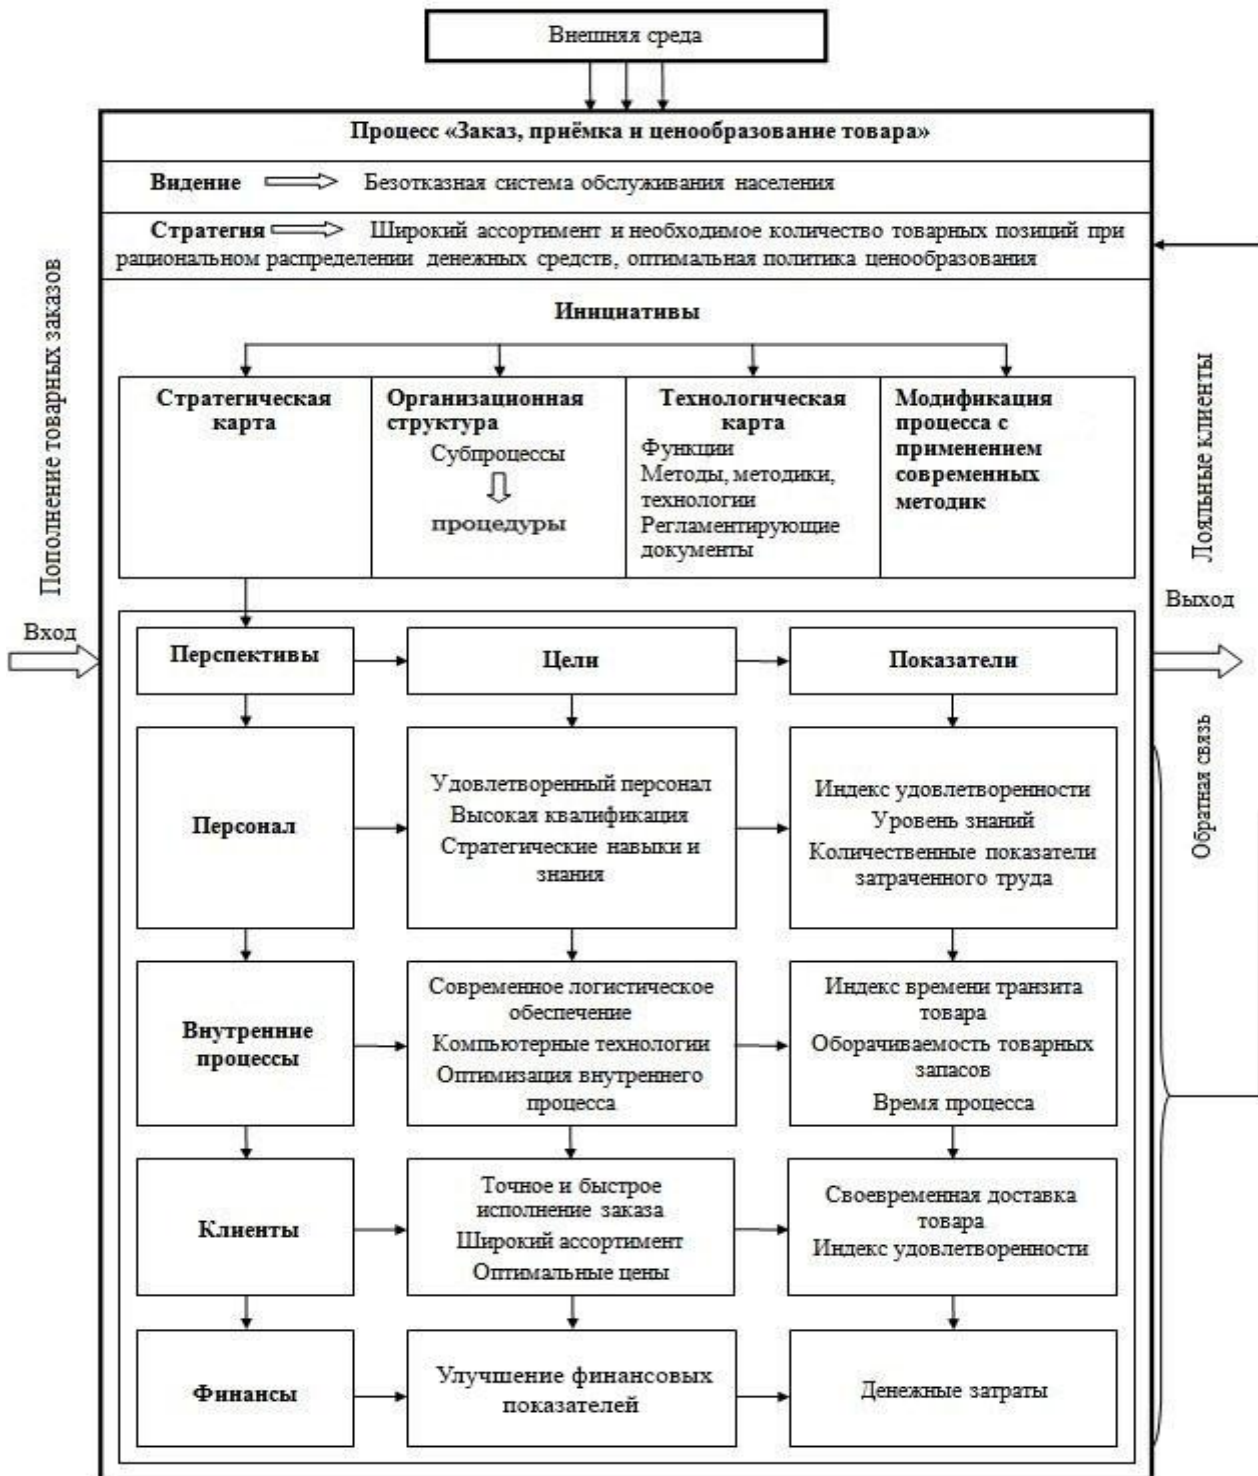 Внешняя среда
Процесс «Заказ, приёмка и ценообразование товара»
Видение Безотказная система обслуживания населения
Стратегия Широкий ассортимент и необходимое количество товарных позиций при
рациональном распределении денежных средств, оптимальная политика ценообразования
Инициативы
Стратегическая
карта
Организационная
структура
Субпроцессы
процедуры
Технологическая
карта
Функции
Методы, методики,
технологии
Регламентирующие
документы
Модификация
процесса с
применением
современных
методик
Пополнение товарных заказов
Вход
Лояльные клиенты
Выход
Обратная связь
Перспективы
Цели
Показатели
Персонал
Удовлетворенный персонал
Высокая квалификация
Стратегические навыки и
знания
Индекс удовлетворенности
Уровень знаний
Количественные показатели
затраченного труда
Внутренние
процессы
Современное логистическое
обеспечение
Компьютерные технологии
Оптимизация внутреннего
процесса
Индекс времени транзита
товара
Оборачиваемость товарных
запасов
Время процесса
Клиенты
Точное и быстрое
исполнение заказа
Широкий ассортимент
Оптимальные цены
Своевременная доставка
товара
Индекс удовлетворенности
Финансы
Улучшение финансовых
показателей
Денежные затраты